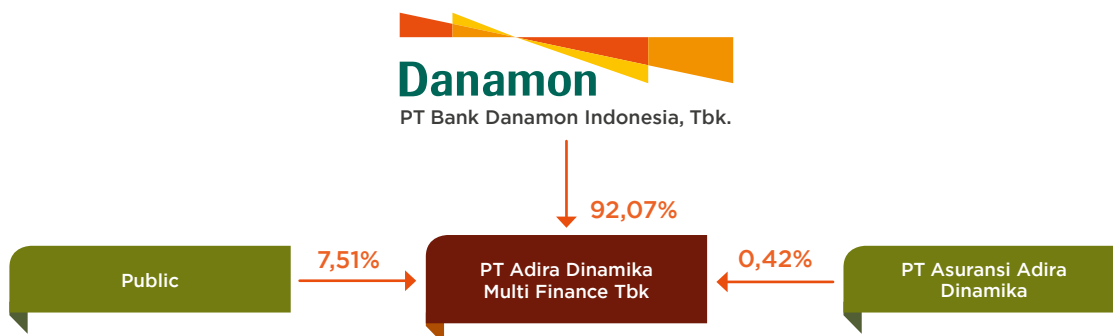 Danamon
PT Bank Danamon Indonesia, Tbk.
92,07%
7,51%
0,42%
Public
PT Adira Dinamika
Multi Finance Tbk
PT Asuransi Adira
Dinamika